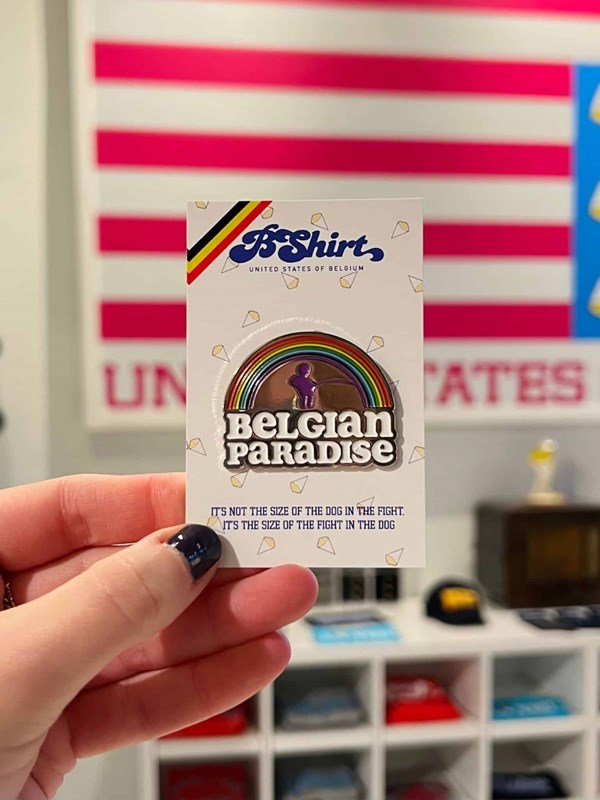 B Shirt
UNITED STATES OF BELGIUM
BELGIAN
PARADISE
IT'S NOT THE SIZE OF THE DOG IN THE FIGHT.
IT'S THE SIZE OF THE FIGHT IN THE DOG
UN TATES